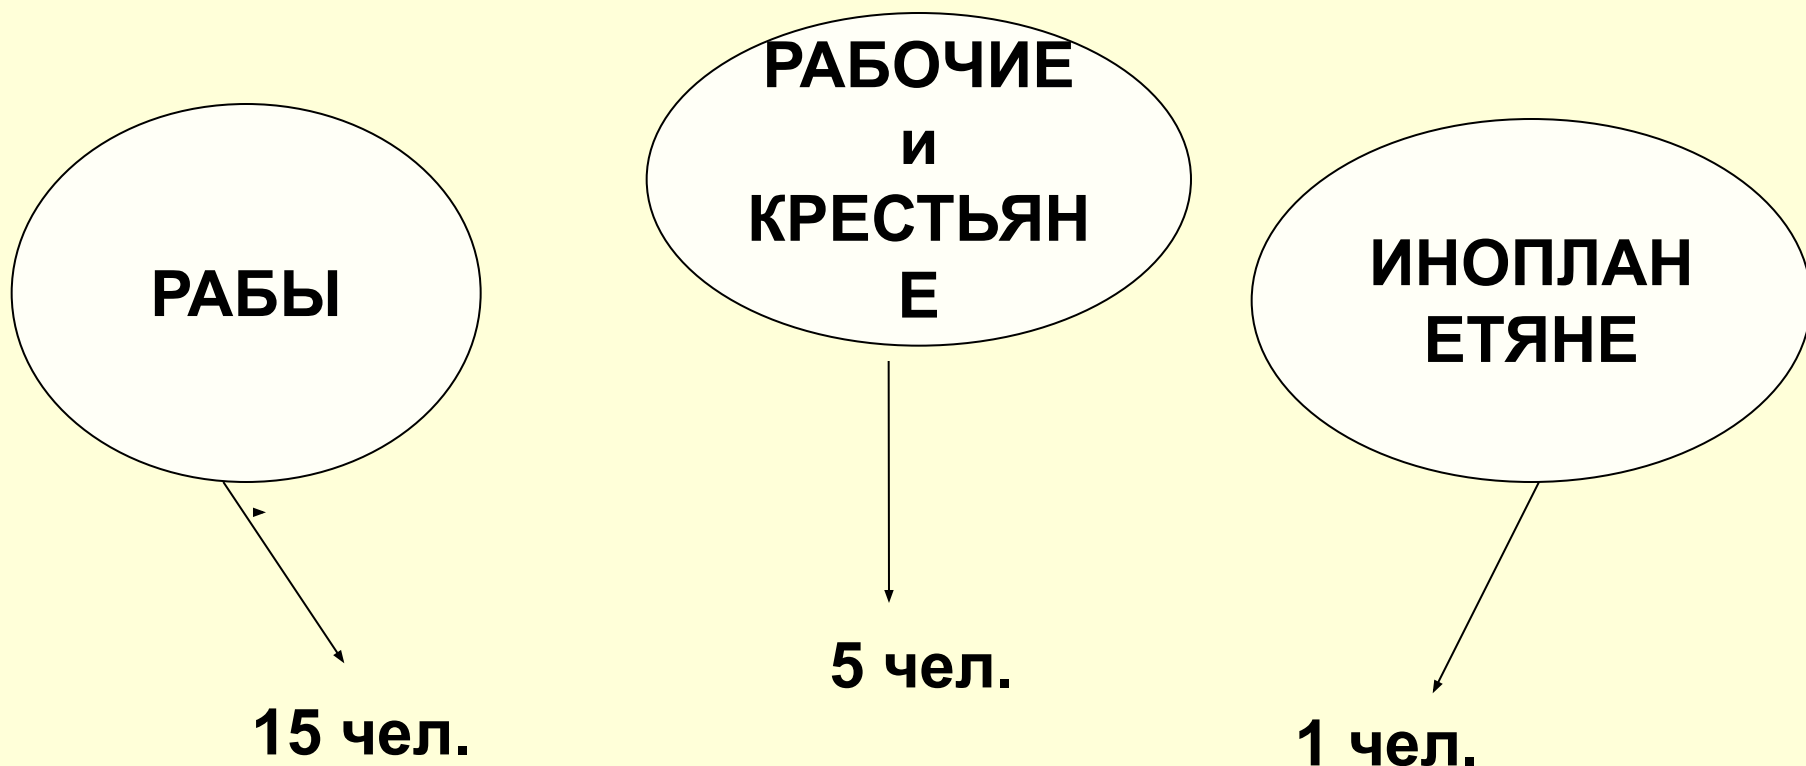 РАБЫ
РАБОЧИЕ
и
КРЕСТЬЯН
Е
ИНОПЛАН
ЕТЯНЕ
15 чел.
5 чел.
1 чел.